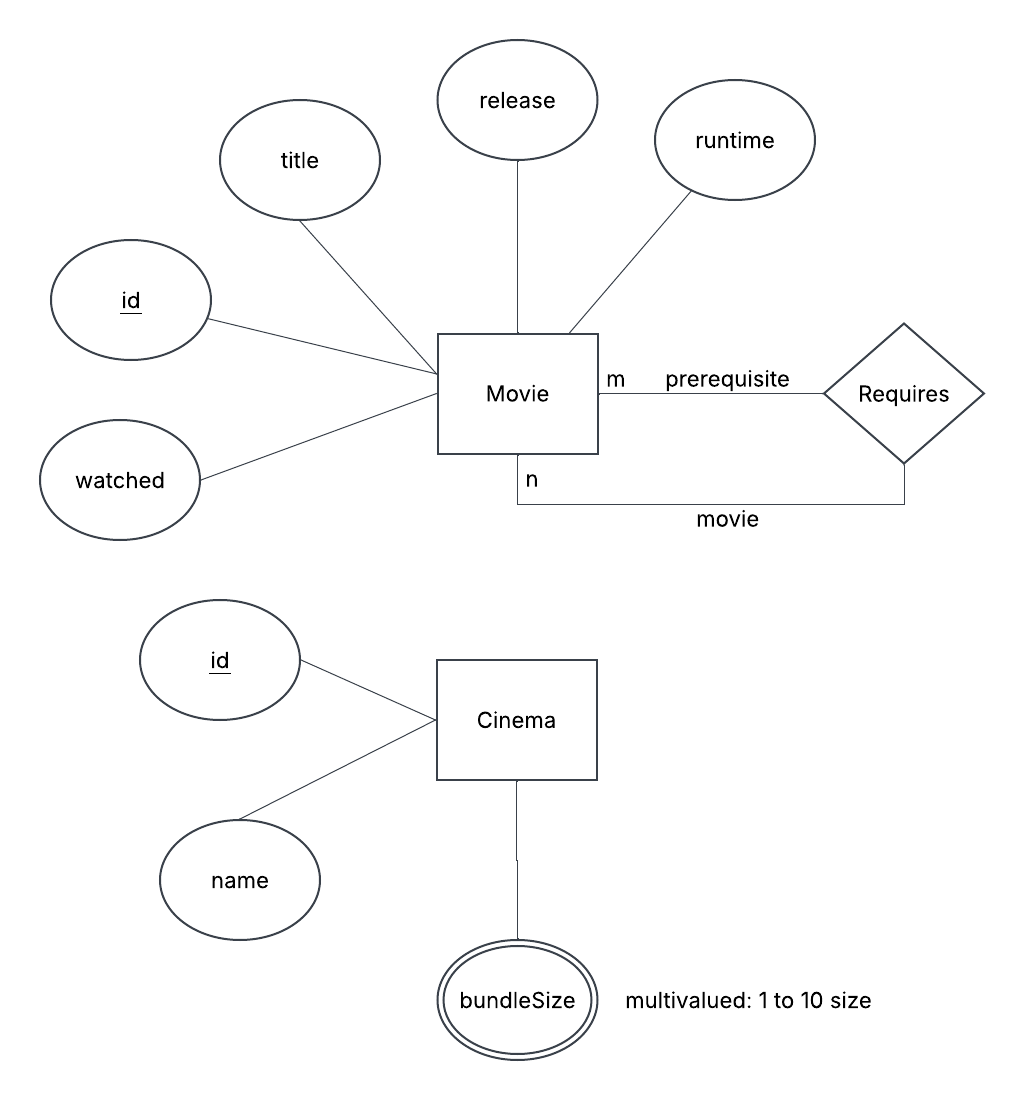 release
runtime
title
id
Movie
m
prerequisite
Requires
watched
n
movie
id
Cinema
name
bundleSize
multivalued: 1 to 10 size